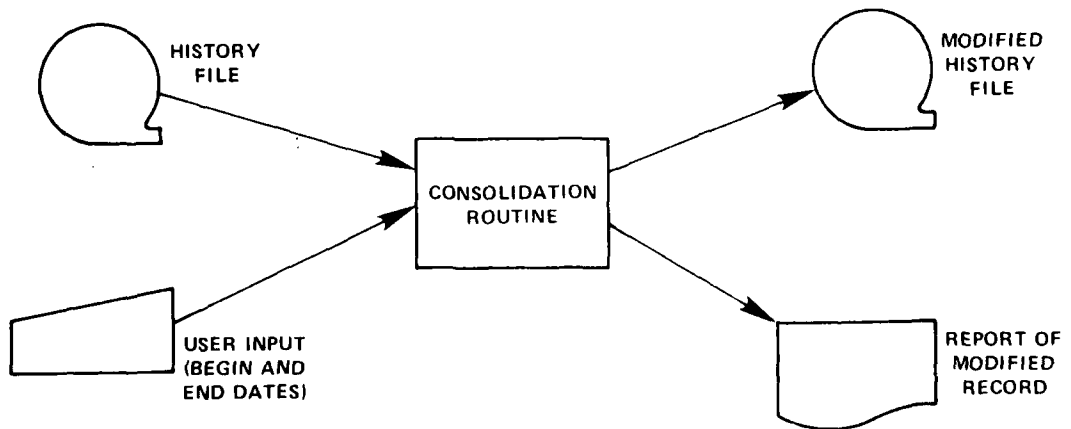 HISTORY
FILE
MODIFIED
HISTORY
FILE
CONSOLIDATION
ROUTINE
USER INPUT
(BEGIN AND
END DATES)
REPORT OF
MODIFIED
RECORD